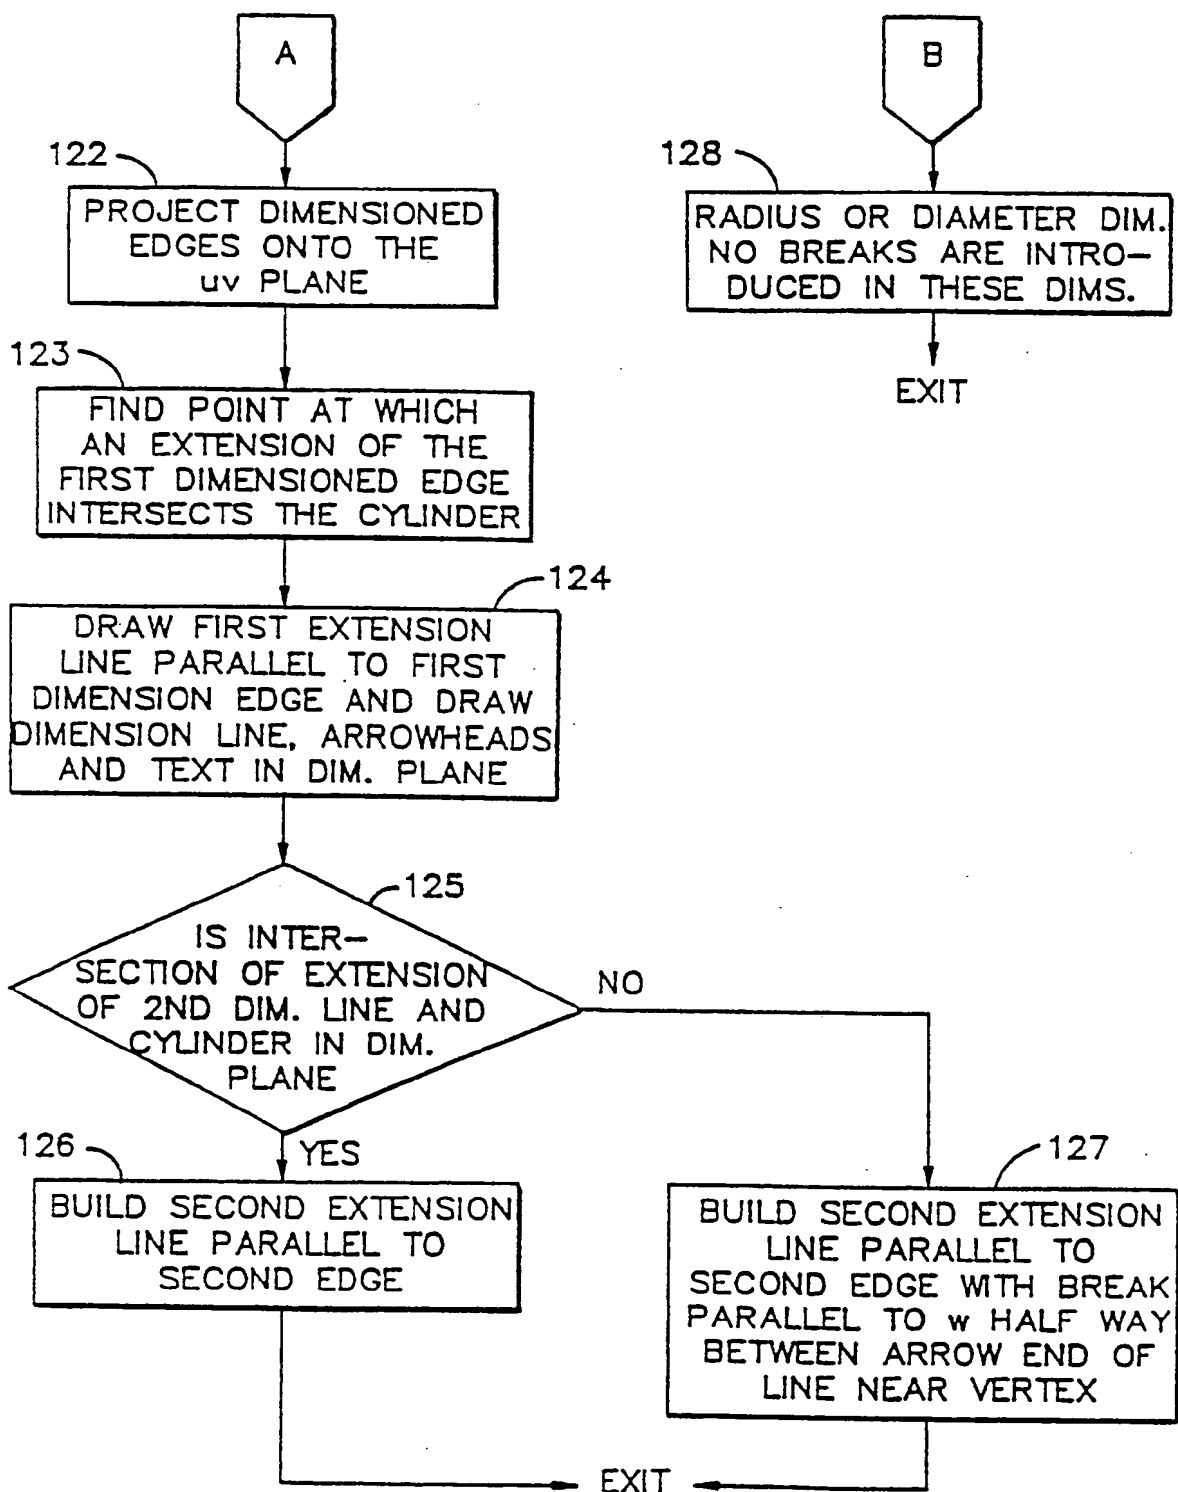 A
122
PROJECT DIMENSIONED
EDGES ONTO THE
uv PLANE
123
FIND POINT AT WHICH
AN EXTENSION OF THE
FIRST DIMENSIONED EDGE
INTERSECTS THE CYLINDER
124
DRAW FIRST EXTENSION
LINE PARALLEL TO FIRST
DIMENSION EDGE AND DRAW
DIMENSION LINE, ARROWHEADS
AND TEXT IN DIM. PLANE
125
IS INTER-
SECTION OF EXTENSION
OF 2ND DIM. LINE AND
CYLINDER IN DIM.
PLANE
NO
YES
126
BUILD SECOND EXTENSION
LINE PARALLEL TO
SECOND EDGE
127
BUILD SECOND EXTENSION
LINE PARALLEL TO
SECOND EDGE WITH BREAK
PARALLEL TO w HALF WAY
BETWEEN ARROW END OF
LINE NEAR VERTEX
EXIT
B
128
RADIUS OR DIAMETER DIM.
NO BREAKS ARE INTRO-
DUCED IN THESE DIMS.
EXIT